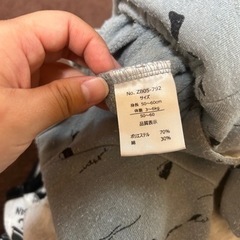 No. ZB05-792
サイズ
身長 50~60cm
体重 3~6kg
50-60
品質表示
ポリエステル 70%
綿 30%